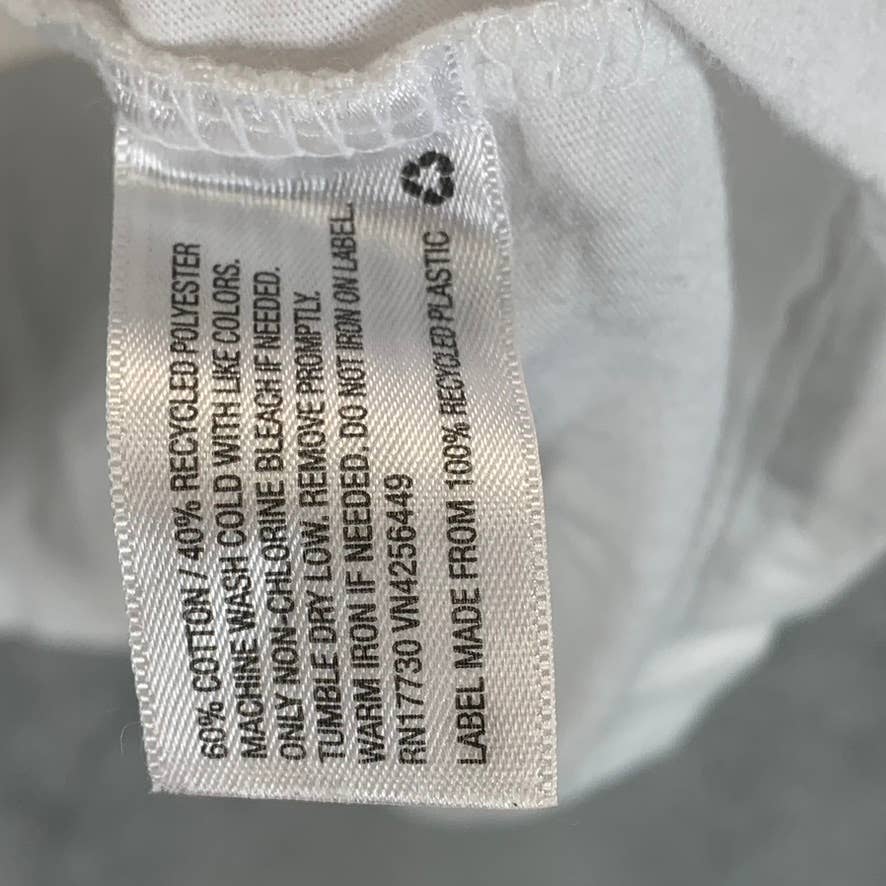 60% COTTON / 40% RECYCLED POLYESTER
MACHINE WASH COLD WITH LIKE COLORS.
ONLY NON-CHLORINE BLEACH IF NEEDED.
TUMBLE DRY LOW. REMOVE PROMPTLY.
WARM IRON IF NEEDED. DO NOT IRON ON LABEL.
RN17730 VN4256449
LABEL MADE FROM 100% RECYCLED PLASTIC